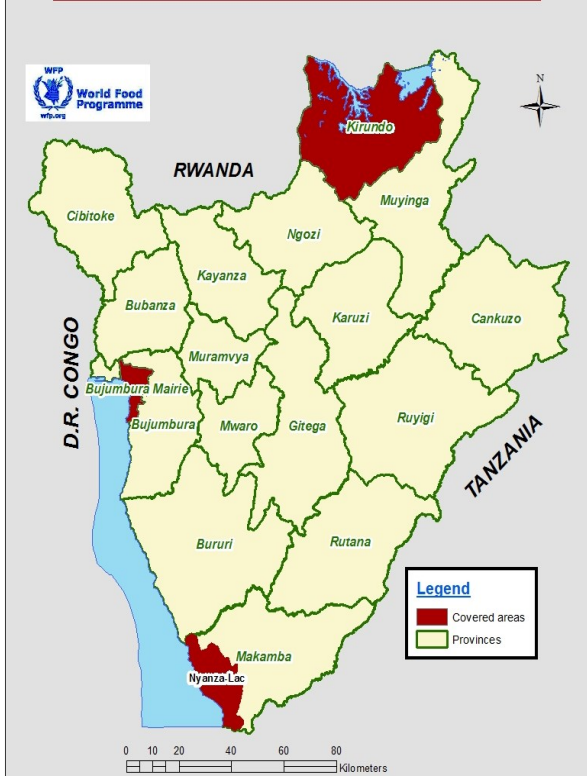 WFP
World Food
Programme
wfp.org
N
Kirundo
RWANDA
Muyinga
Cibitoke
Ngozi
Kayanza
Bubanza
Karuzi
Cankuzo
Muramvya
D.R. CONGO
Bujumbura Mairie
Bujumbura
Mwaro
Gitega
Ruyigi
TANZANIA
Bururi
Rutana
Legend
Covered areas
Provinces
Makamba
Nyanza-Lac
0 10 20 40 60 80
Kilometers